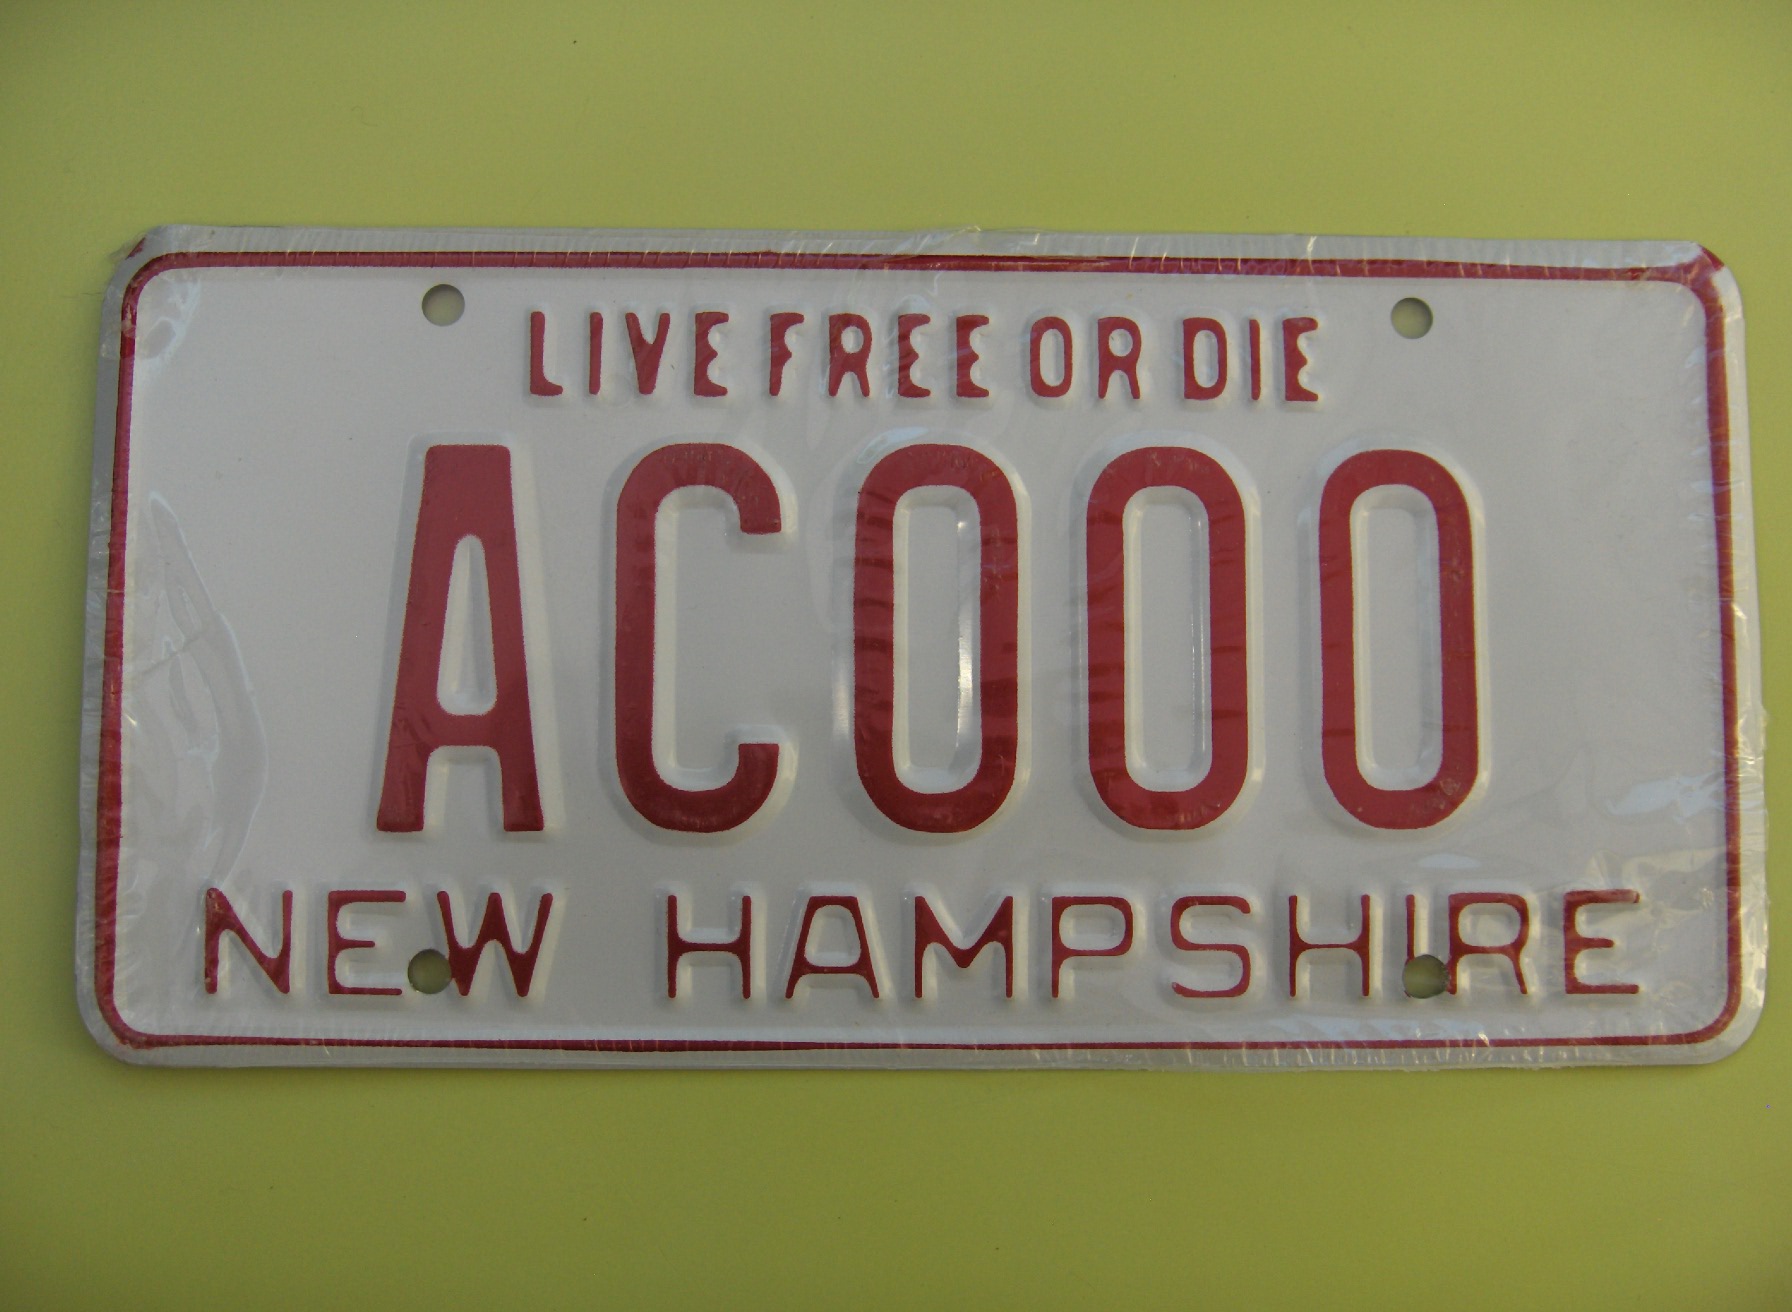 LIVE FREE OR DIE
AC000
NEW HAMPSHIRE